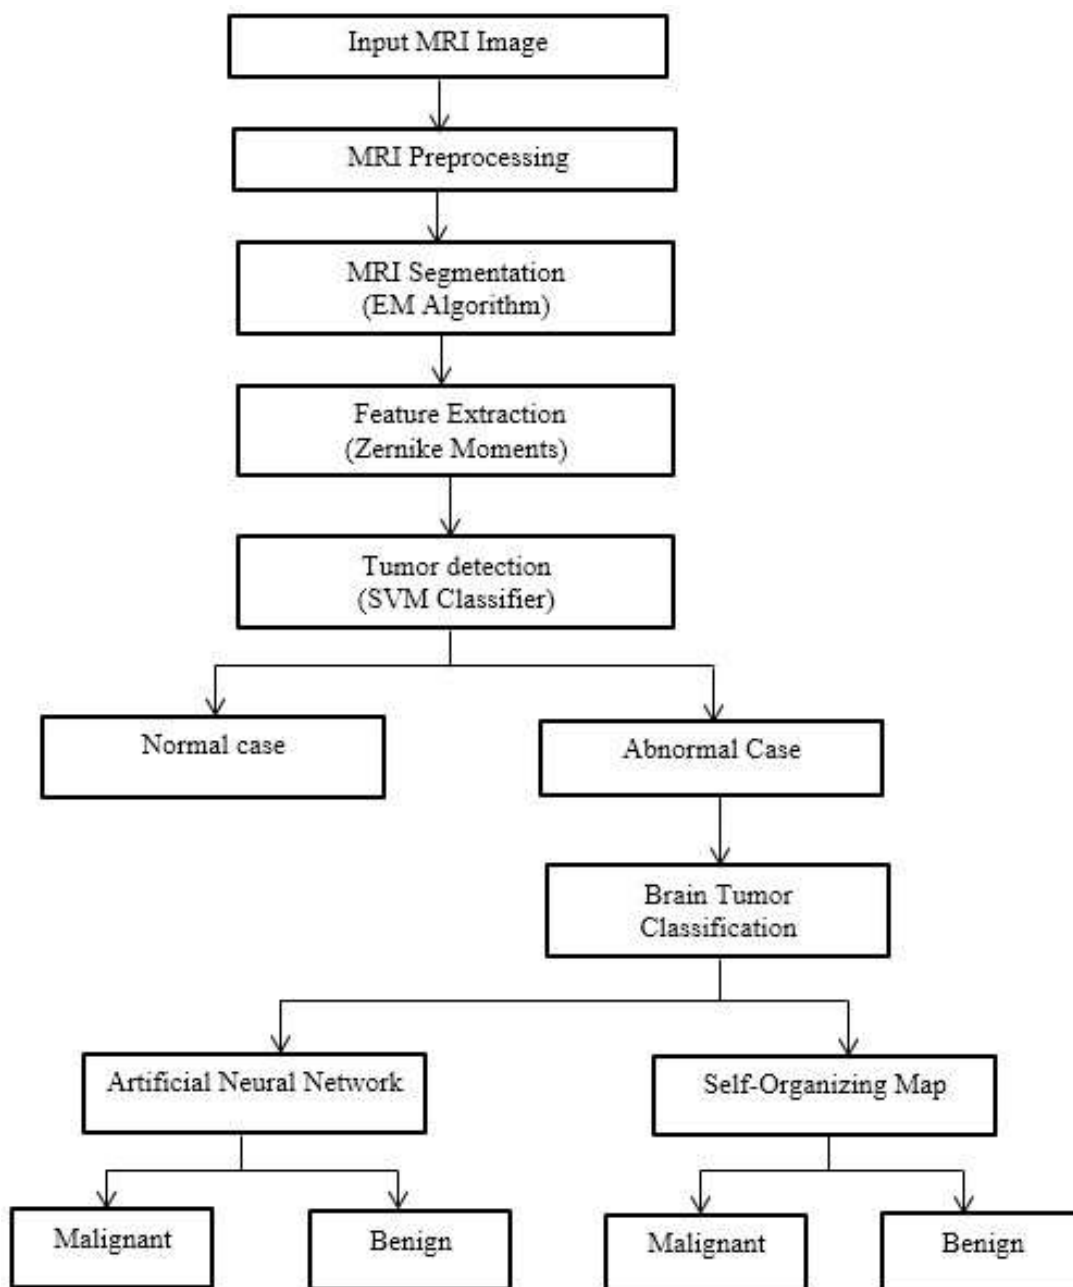 Input MRI Image
MRI Preprocessing
MRI Segmentation
(EM Algorithm)
Feature Extraction
(Zernike Moments)
Tumor detection
(SVM Classifier)
Normal case
Abnormal Case
Brain Tumor
Classification
Artificial Neural Network
Self-Organizing Map
Malignant
Benign
Malignant
Benign